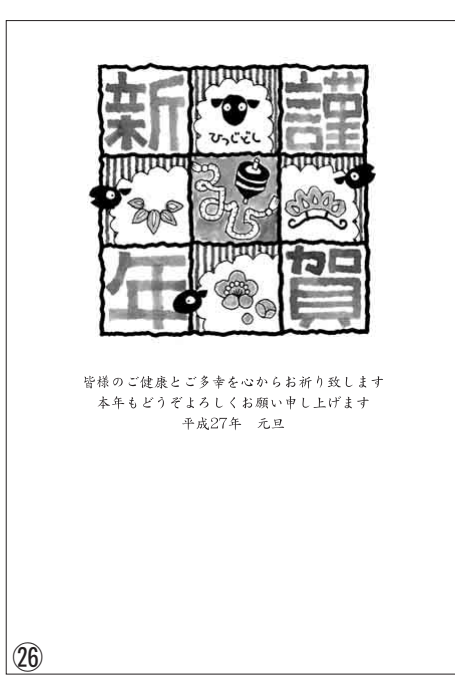 謹賀
ひつじどし
新年
皆様のご健康とご多幸を心からお祈り致します
本年もどうぞよろしくお願い申し上げます
平成27年 元旦
㉖